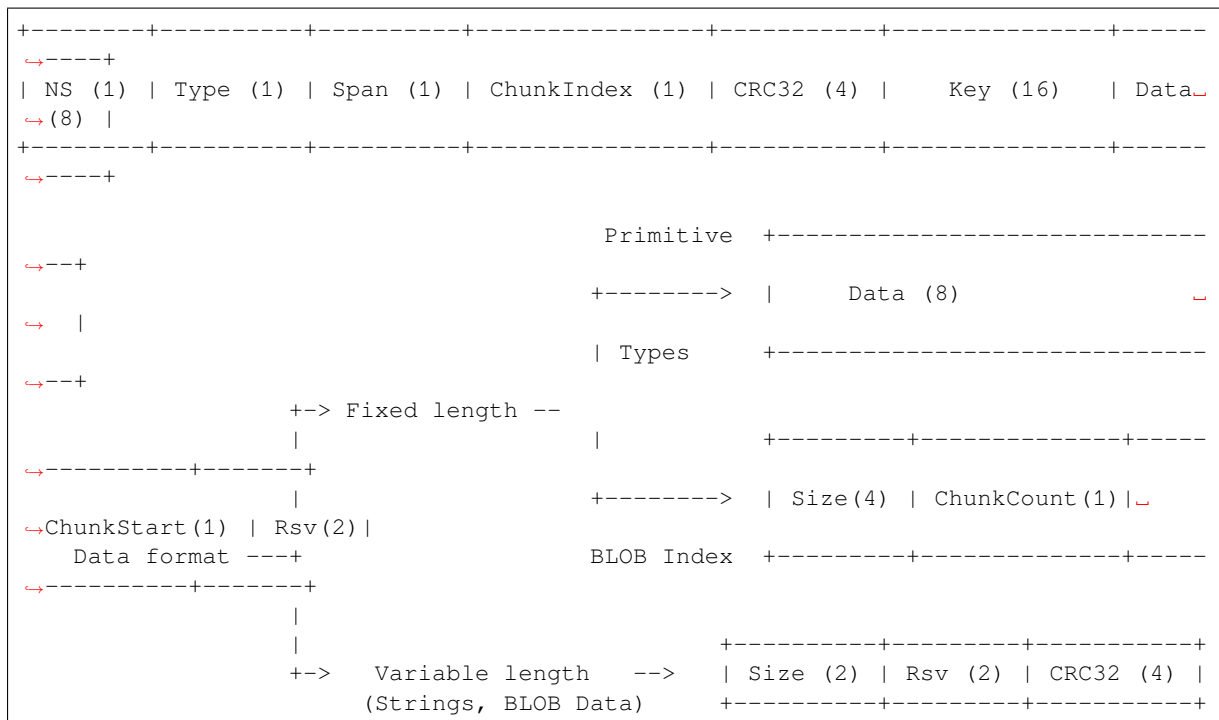 +--------+----------+----------+---------------+-----------+---------------+------
↪----+
| NS (1) | Type (1) | Span (1) | ChunkIndex (1) | CRC32 (4) |    Key (16)    | Data␣
↪(8) |
+--------+----------+----------+---------------+-----------+---------------+------
↪----+
                                        Primitive  +-----------------------------
↪--+
                                       +-------->  |     Data (8)                ␣
↪  |
                                       | Types     +-----------------------------
↪--+
                   +-> Fixed length --
                   |                   |           +---------+--------------+-----
↪----------+-------+
                   |                   +-------->  | Size(4) | ChunkCount(1)|␣
↪ChunkStart(1) | Rsv(2)|
    Data format ---+                   BLOB Index  +---------+--------------+-----
↪----------+-------+
                   |
                   |                             +----------+---------+-----------+
                   +->   Variable length   -->   | Size (2) | Rsv (2) | CRC32 (4) |
                        (Strings, BLOB Data)     +----------+---------+-----------+